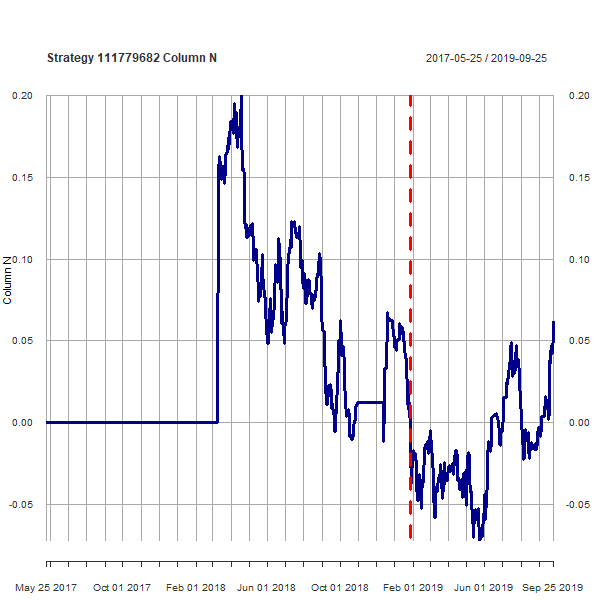 Strategy 111779682 Column N 2017-05-25 / 2019-09-25
0.20 0.20
0.15 0.15
0.10 0.10
Column N
0.05 0.05
0.00 0.00
-0.05 -0.05
May 25 2017 Oct 01 2017 Feb 01 2018 Jun 01 2018 Oct 01 2018 Feb 01 2019 Jun 01 2019 Sep 25 2019